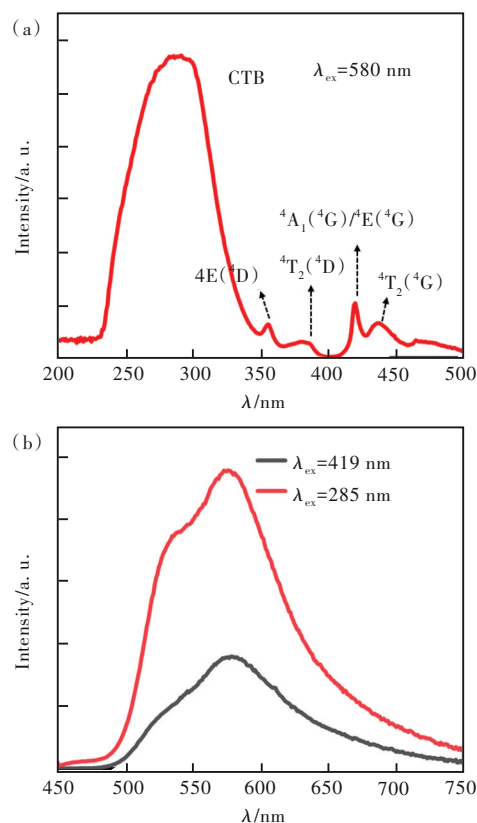 (a)
CTB
λex=580 nm
⁴A₁(⁴G)/⁴E(⁴G)
4E(⁴D)
⁴T₂(⁴D)
⁴T₂(⁴G)
Intensity/a. u.
200 250 300 350 400 450 500
λ/nm
(b)
λex=419 nm
λex=285 nm
Intensity/a. u.
450 500 550 600 650 700 750
λ/nm